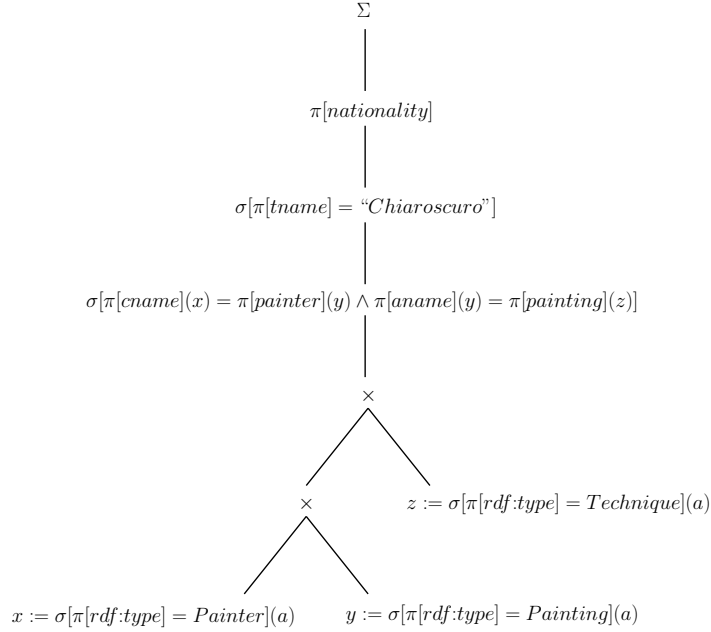 Σ
π[nationality]
σ[π[tname] = “Chiaroscuro”]
σ[π[cname](x) = π[painter](y) ∧ π[aname](y) = π[painting](z)]
×
×
z := σ[π[rdf:type] = Technique](a)
x := σ[π[rdf:type] = Painter](a)
y := σ[π[rdf:type] = Painting](a)